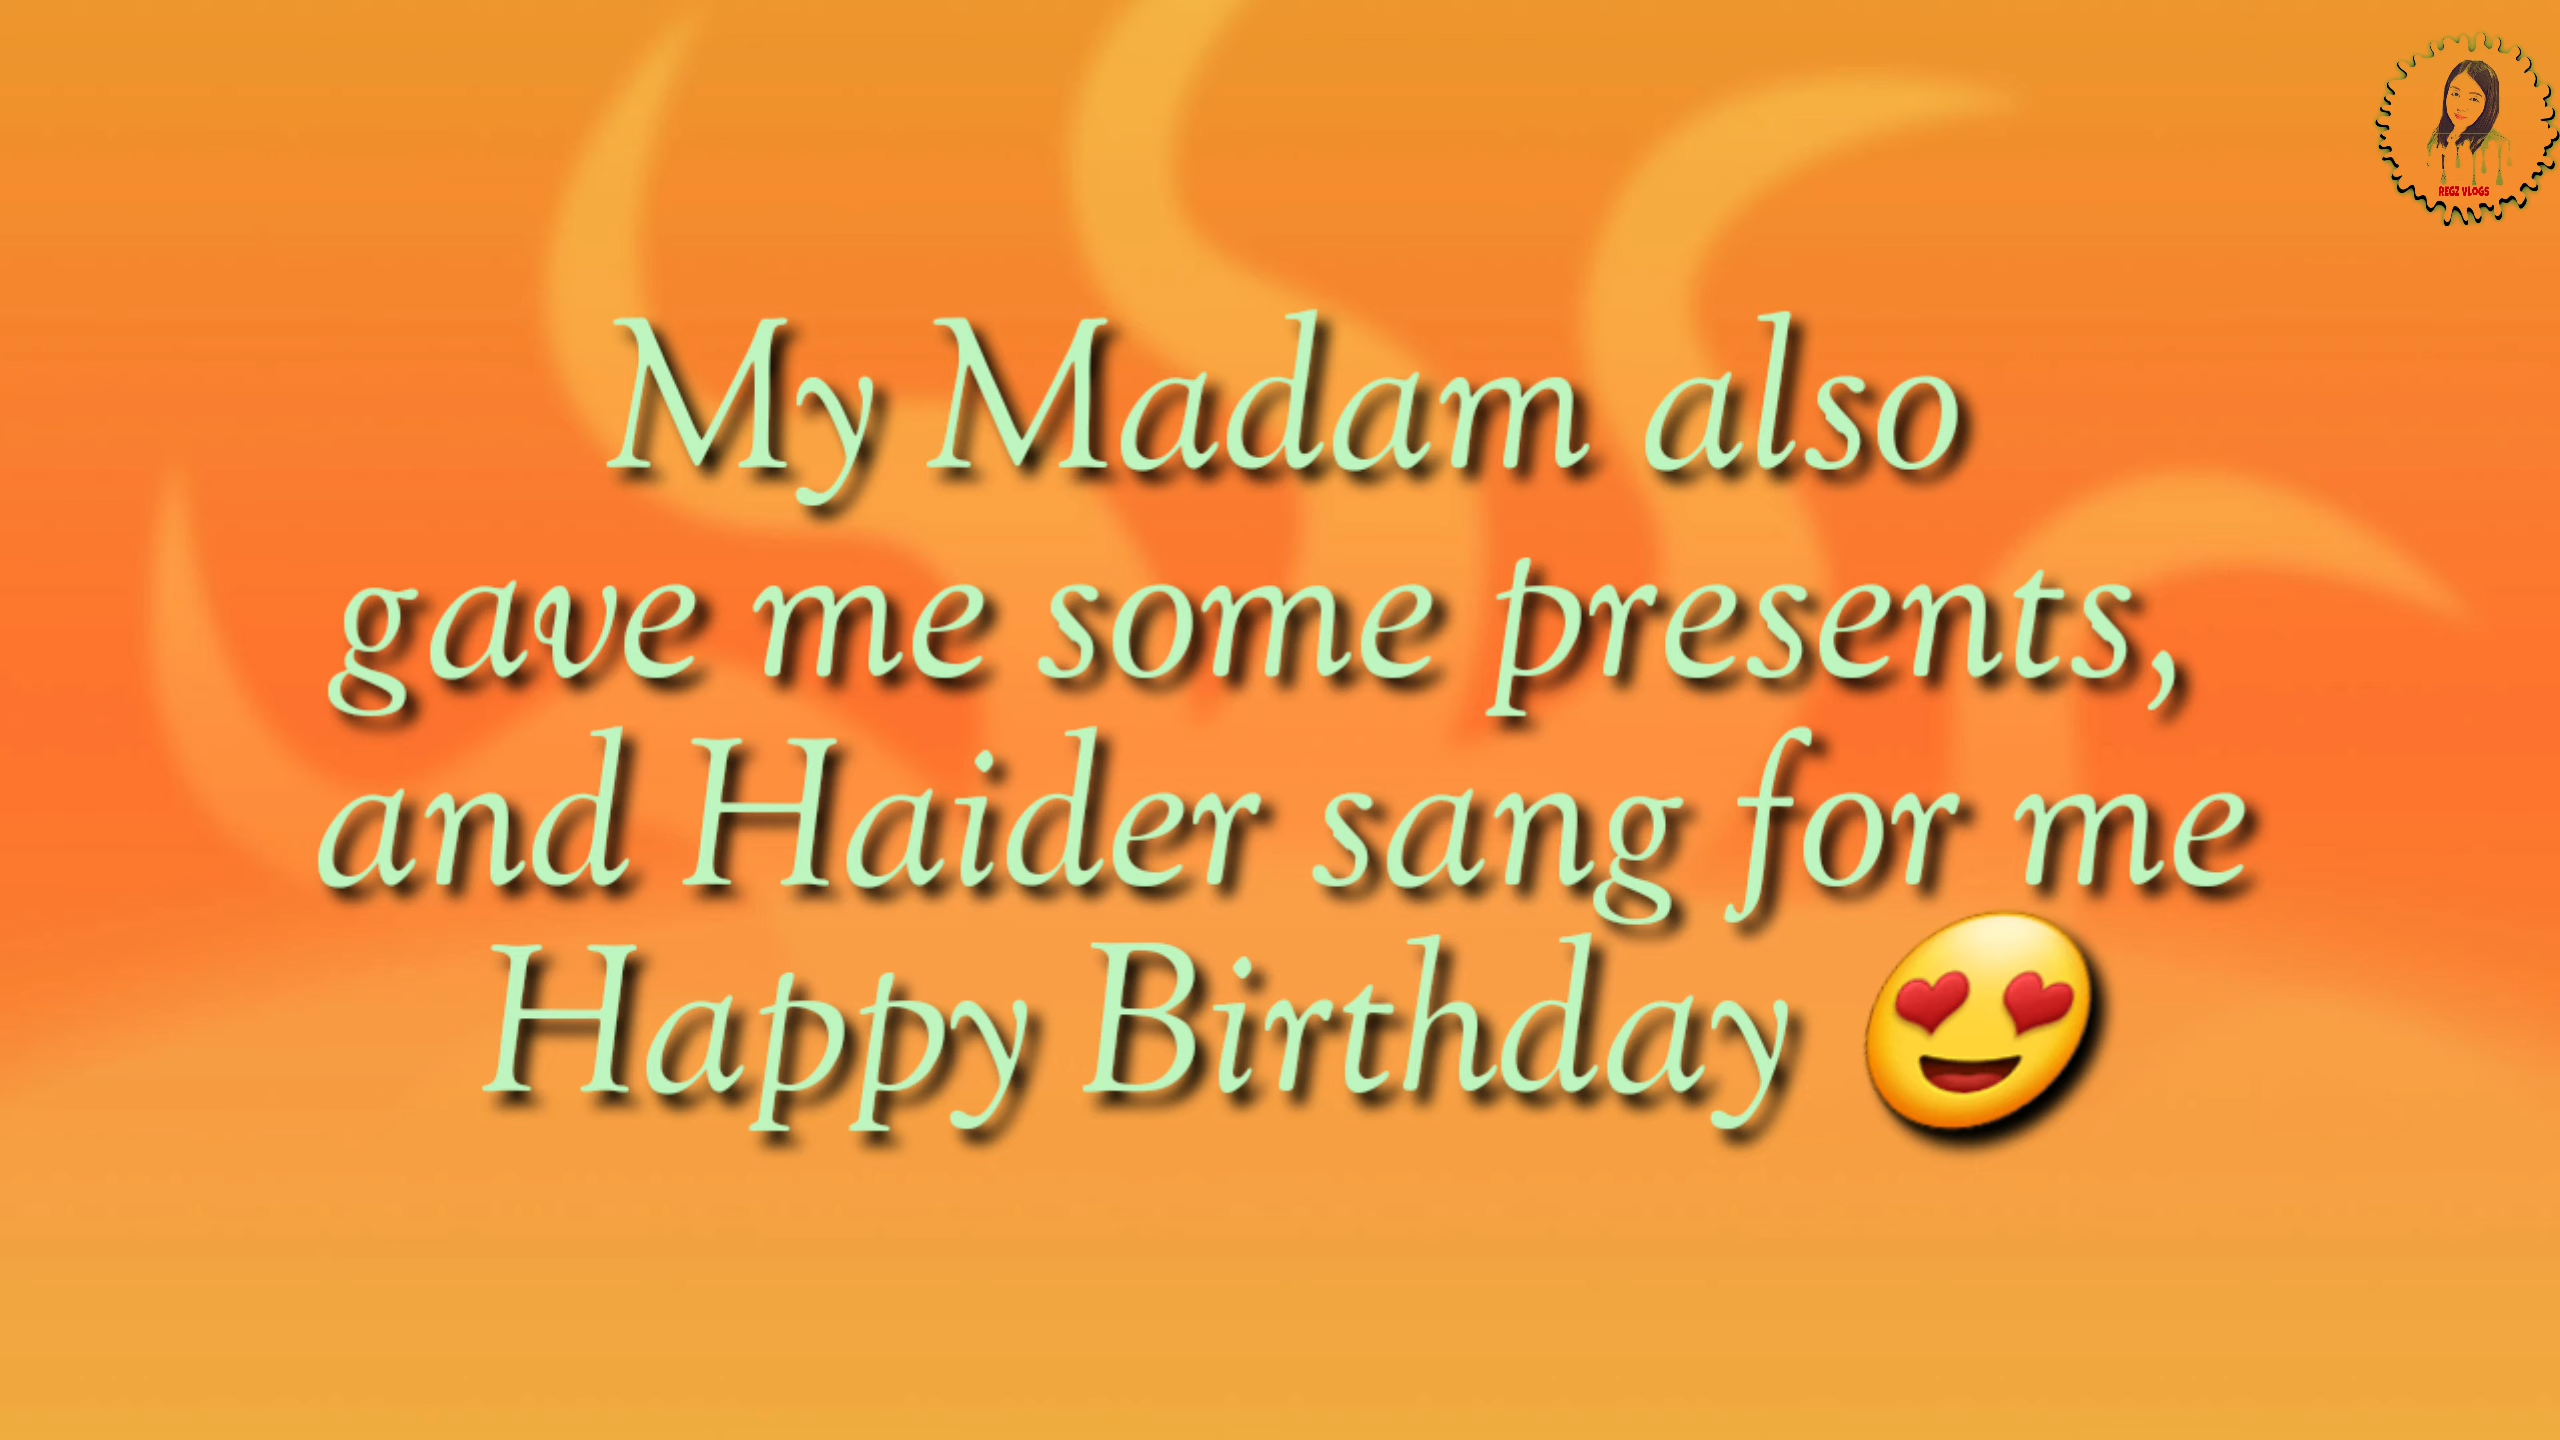 REGZ VLOGS
My Madam also
gave me some presents,
and Haider sang for me
Happy Birthday 😍